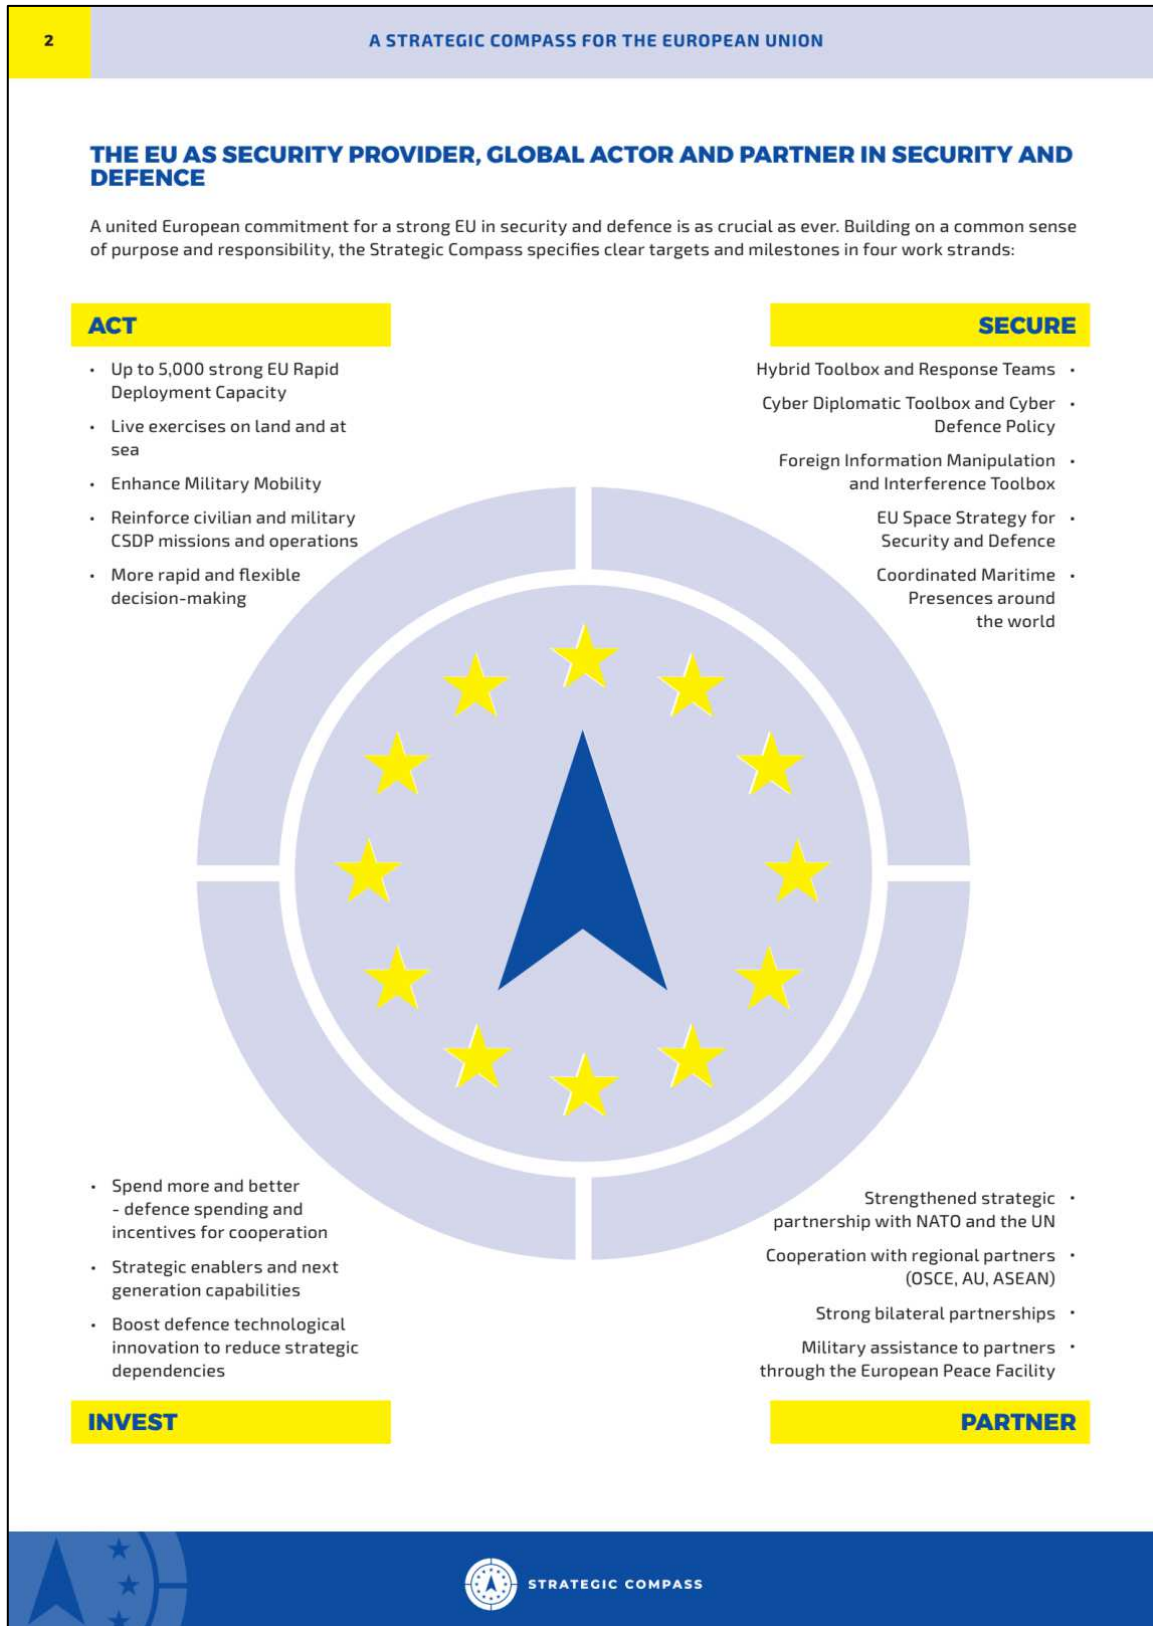 2
A STRATEGIC COMPASS FOR THE EUROPEAN UNION
THE EU AS SECURITY PROVIDER, GLOBAL ACTOR AND PARTNER IN SECURITY AND
DEFENCE
A united European commitment for a strong EU in security and defence is as crucial as ever. Building on a common sense
of purpose and responsibility, the Strategic Compass specifies clear targets and milestones in four work strands:
ACT
• Up to 5,000 strong EU Rapid
Deployment Capacity
• Live exercises on land and at
sea
• Enhance Military Mobility
• Reinforce civilian and military
CSDP missions and operations
• More rapid and flexible
decision-making
SECURE
Hybrid Toolbox and Response Teams •
Cyber Diplomatic Toolbox and Cyber •
Defence Policy
Foreign Information Manipulation •
and Interference Toolbox
EU Space Strategy for •
Security and Defence
Coordinated Maritime •
Presences around
the world
• Spend more and better
- defence spending and
incentives for cooperation
• Strategic enablers and next
generation capabilities
• Boost defence technological
innovation to reduce strategic
dependencies
INVEST
Strengthened strategic •
partnership with NATO and the UN
Cooperation with regional partners •
(OSCE, AU, ASEAN)
Strong bilateral partnerships •
Military assistance to partners •
through the European Peace Facility
PARTNER
STRATEGIC COMPASS